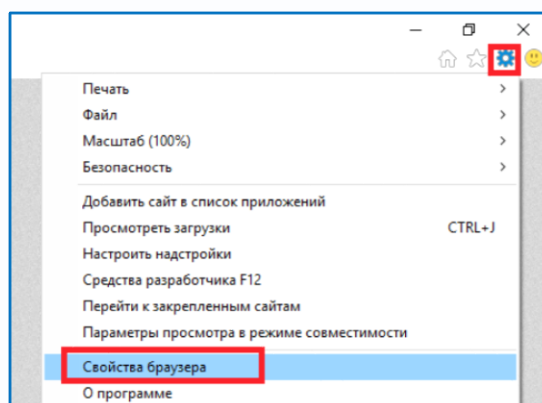 Печать
Файл
Масштаб (100%)
Безопасность
Добавить сайт в список приложений
Просмотреть загрузки CTRL+J
Настроить надстройки
Средства разработчика F12
Перейти к закрепленным сайтам
Параметры просмотра в режиме совместимости
Свойства браузера
О программе